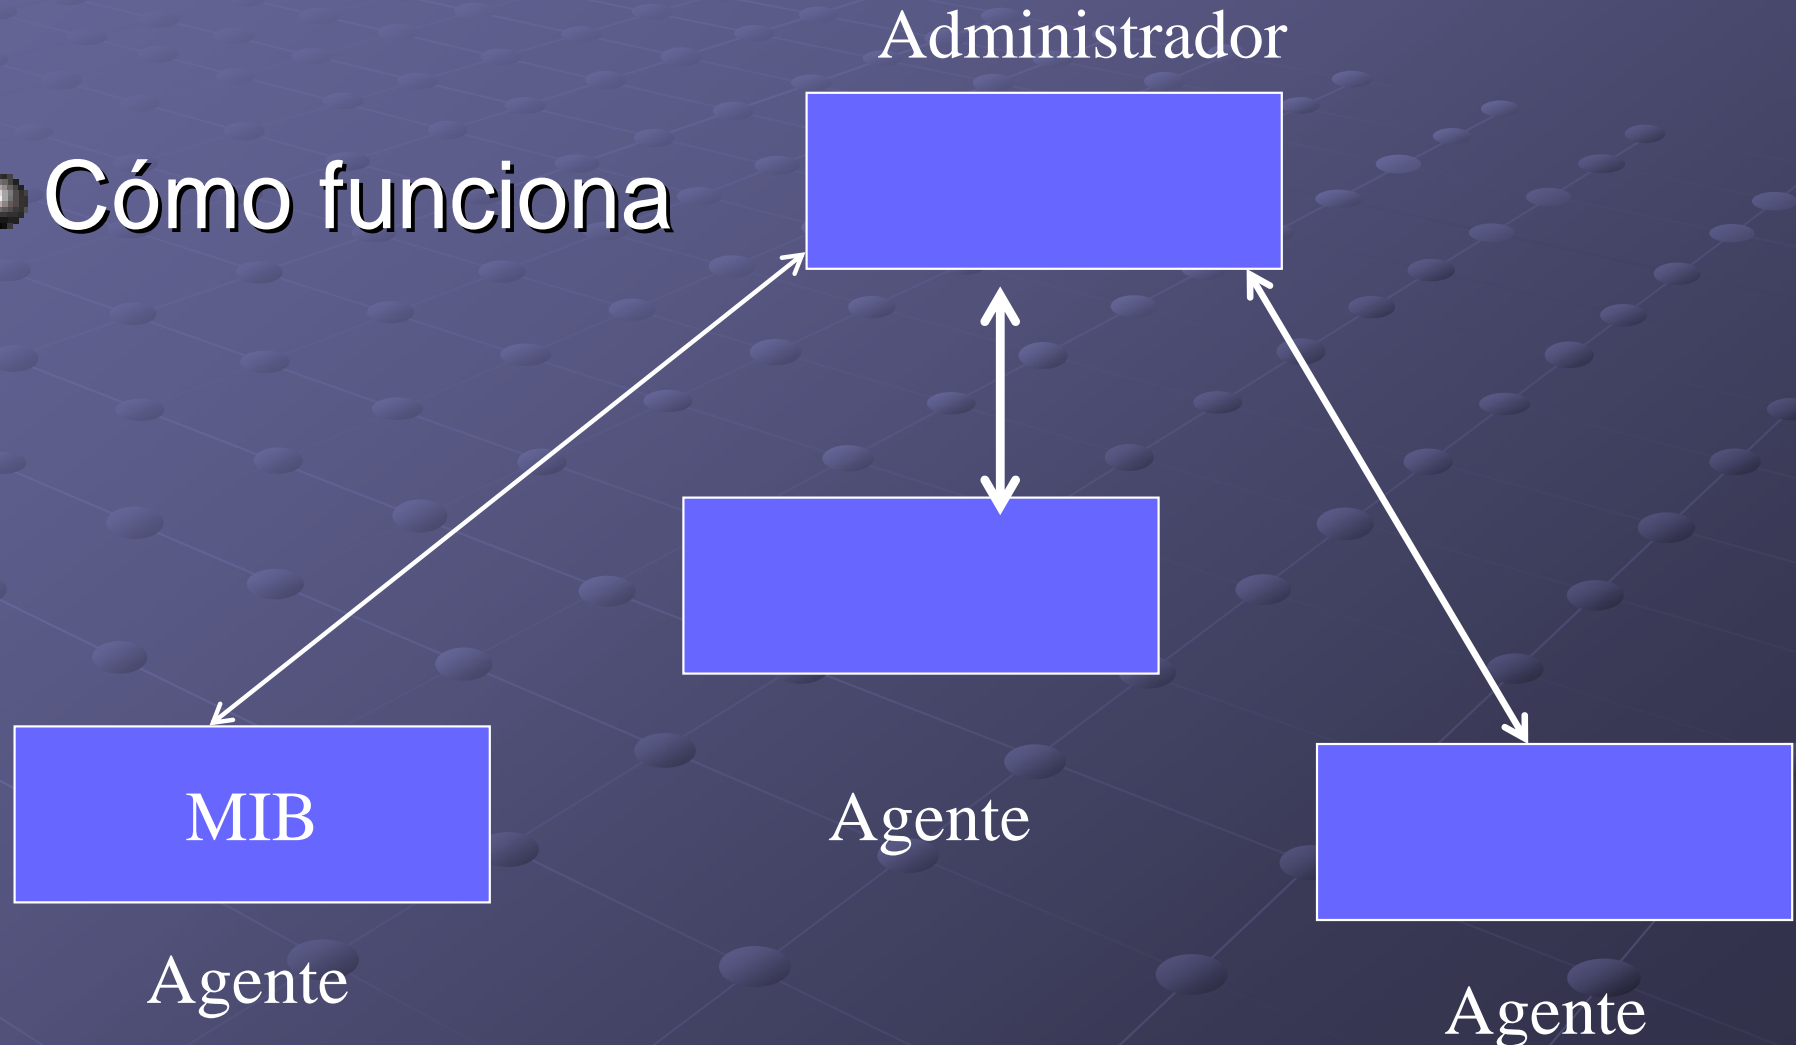 Administrador
Cómo funciona
MIB
Agente
Agente
Agente